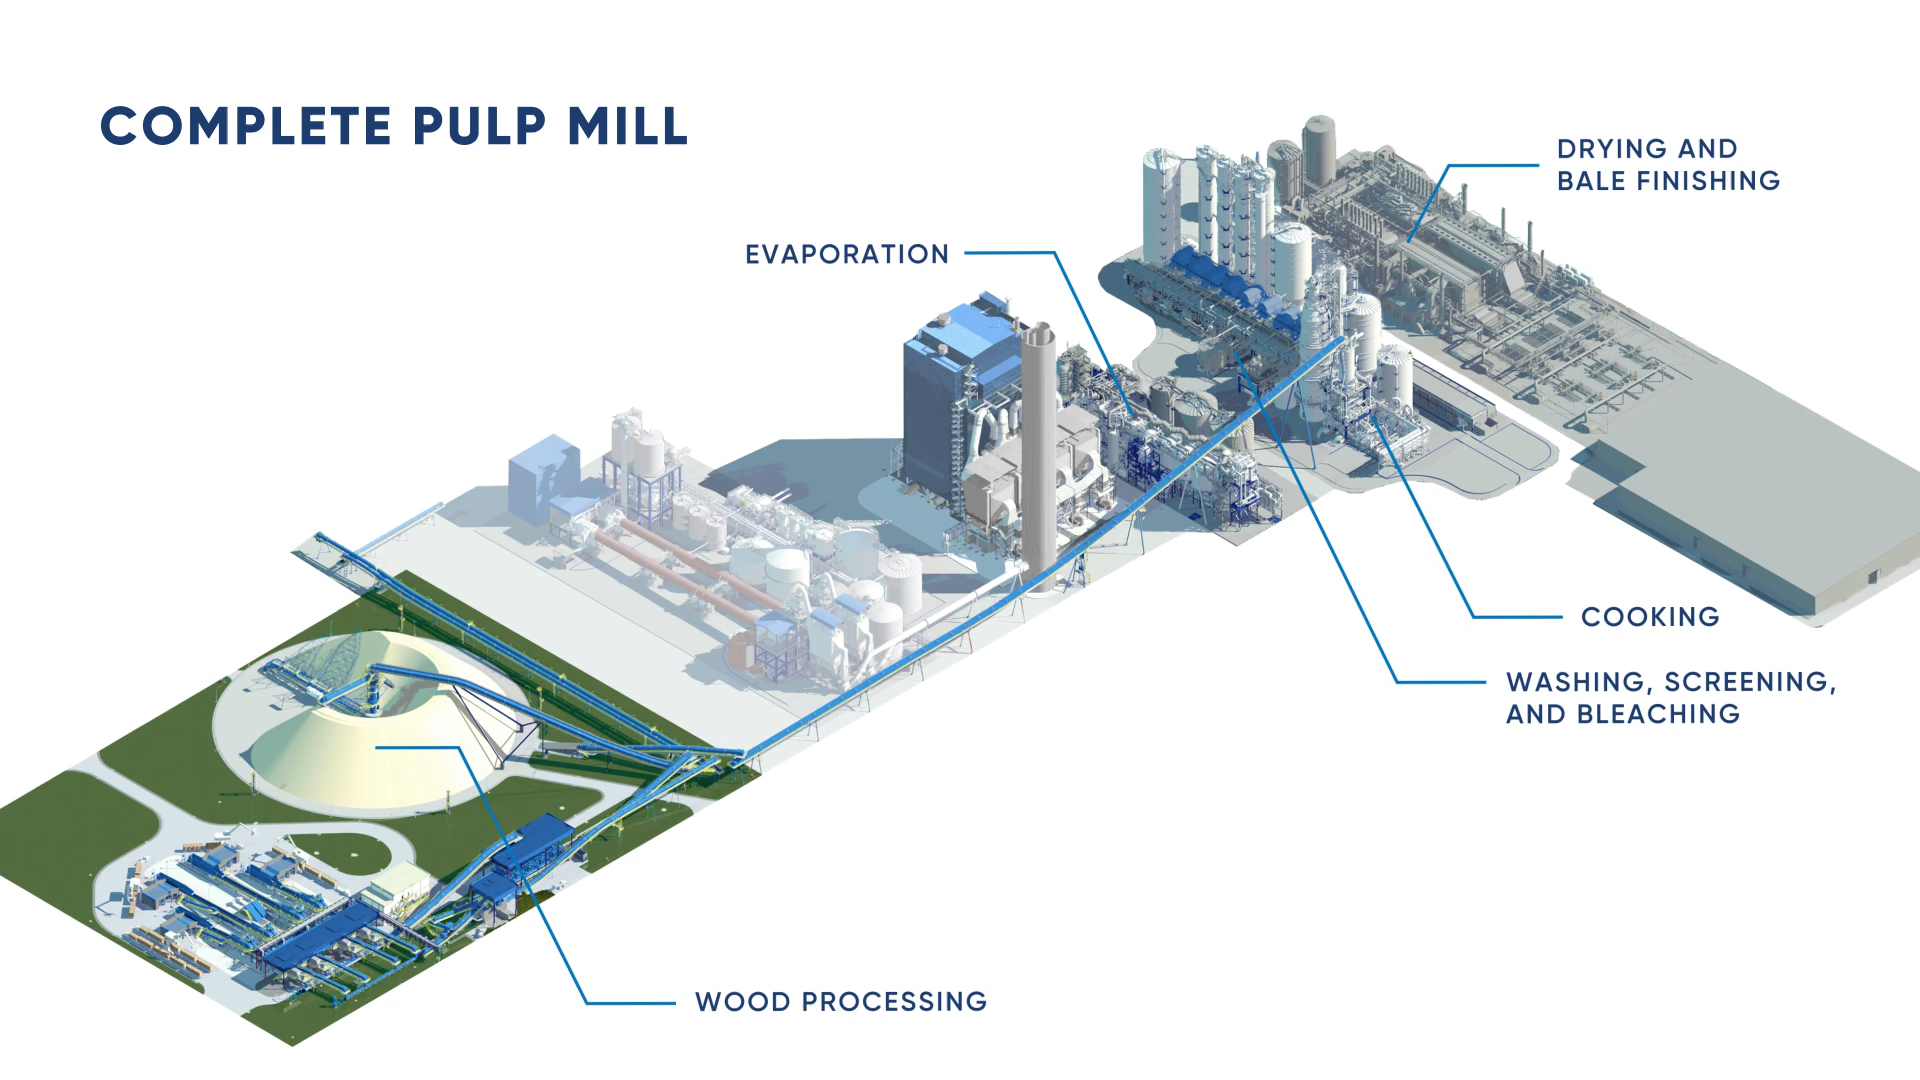 COMPLETE PULP MILL
DRYING AND
BALE FINISHING
EVAPORATION
COOKING
WASHING, SCREENING,
AND BLEACHING
WOOD PROCESSING